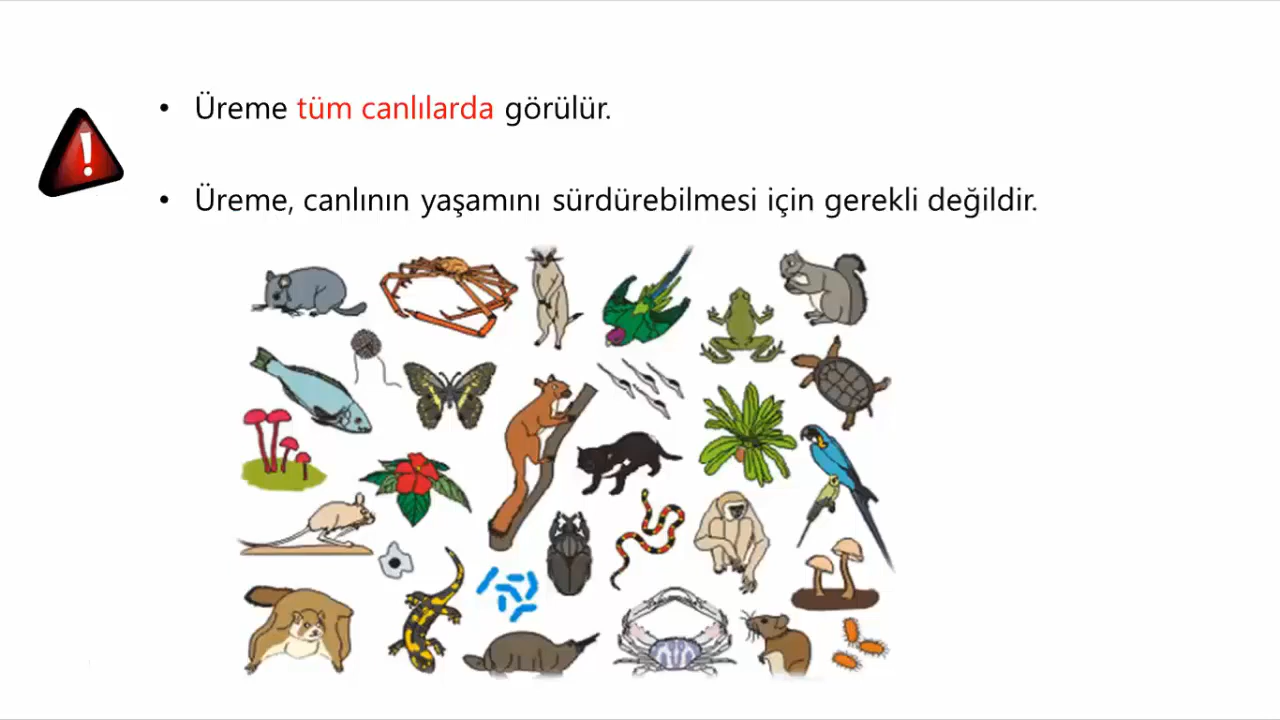 • Üreme tüm canlılarda görülür.
• Üreme, canlının yaşamını sürdürebilmesi için gerekli değildir.